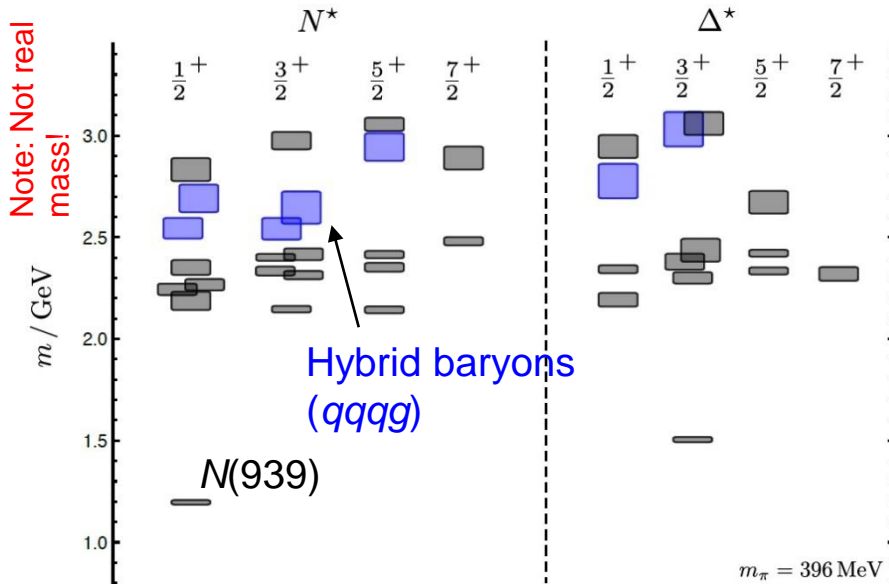 Note: Not real
mass!
N⋆
Δ⋆
1/2⁺ 3/2⁺ 5/2⁺ 7/2⁺
1/2⁺ 3/2⁺ 5/2⁺ 7/2⁺
m / GeV
3.0
2.5
2.0
1.5
1.0
Hybrid baryons
(qqqg)
N(939)
mπ = 396 MeV